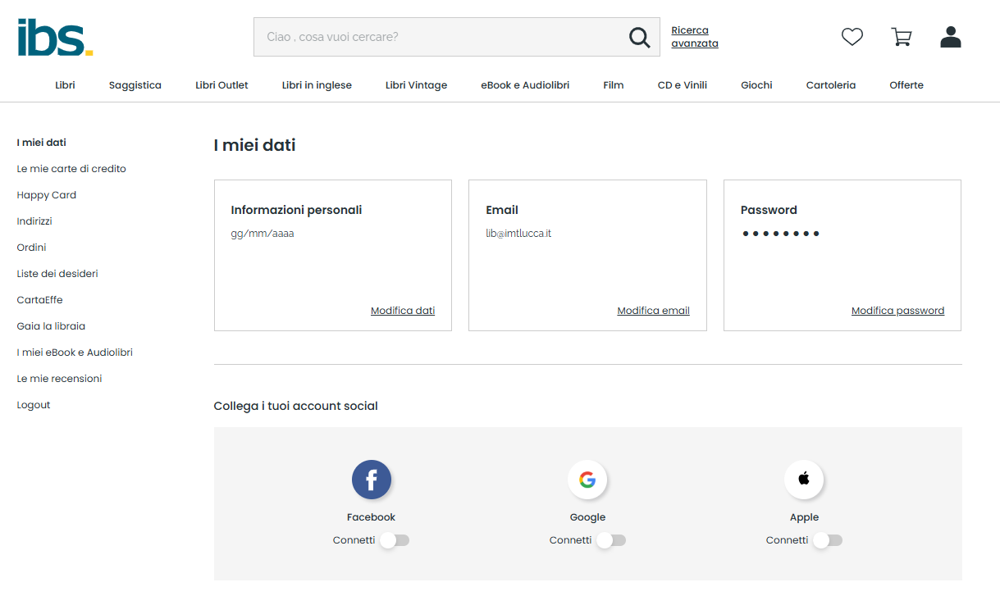 ibs.
Ciao , cosa vuoi cercare?
Ricerca
avanzata
Libri Saggistica Libri Outlet Libri in inglese Libri Vintage eBook e Audiolibri Film CD e Vinili Giochi Cartoleria Offerte
I miei dati
Le mie carte di credito
Happy Card
Indirizzi
Ordini
Liste dei desideri
CartaEffe
Gaia la libraia
I miei eBook e Audiolibri
Le mie recensioni
Logout
I miei dati
Informazioni personali
gg/mm/aaaa
Modifica dati
Email
lib@imtlucca.it
Modifica email
Password
●●●●●●●●
Modifica password
Collega i tuoi account social
Facebook
Connetti
Google
Connetti
Apple
Connetti